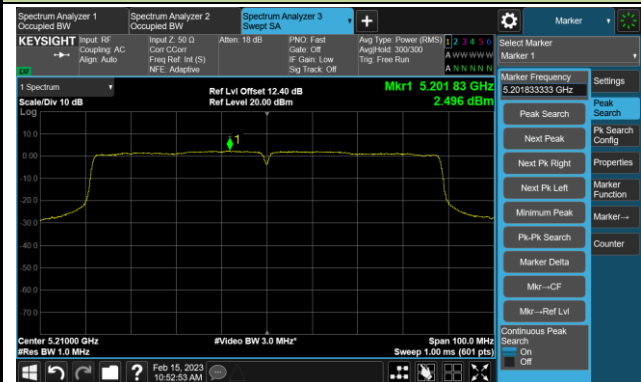 Spectrum Analyzer 1
Occupied BW
Spectrum Analyzer 2
Occupied BW
Spectrum Analyzer 3
Swept SA
Marker
KEYSIGHT
Input: RF
Coupling: AC
Align: Auto
Input Z: 50 Ω
Corr CCorr
Freq Ref: Int (S)
NFE: Adaptive
Atten: 18 dB
PNO: Fast
Gate: Off
IF Gain: Low
Sig Track: Off
Avg Type: Power (RMS)
Avg|Hold: 300/300
Trig: Free Run
1 2 3 4 5 6
A W W W W W
A N N N N N
Select Marker
Marker 1
1 Spectrum
Scale/Div 10 dB
Log
Ref Lvl Offset 12.40 dB
Ref Level 20.00 dBm
Mkr1 5.201 83 GHz
2.496 dBm
1
10.0
0.00
-10.0
-20.0
-30.0
-40.0
-50.0
-60.0
-70.0
Center 5.21000 GHz
#Res BW 1.0 MHz
#Video BW 3.0 MHz*
Span 100.0 MHz
Sweep 1.00 ms (601 pts)
Marker Frequency
5.201833333 GHz
Peak Search
Next Peak
Next Pk Right
Next Pk Left
Minimum Peak
Pk-Pk Search
Marker Delta
Mkr→CF
Mkr→Ref Lvl
Continuous Peak
Search
On
Off
Settings
Peak
Search
Pk Search
Config
Properties
Marker
Function
Marker→
Counter
?
Feb 15, 2023
10:52:53 AM